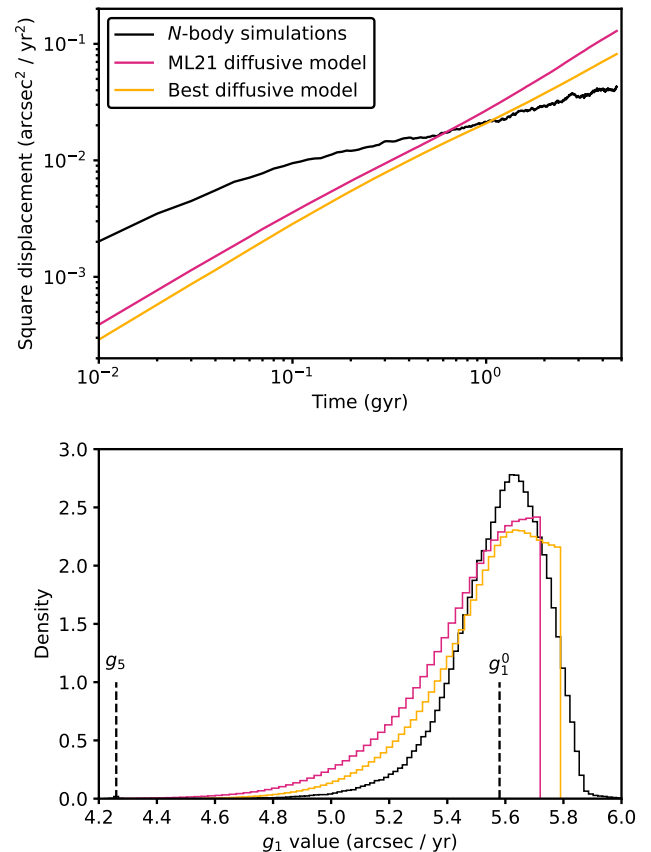 10⁻¹
10⁻²
10⁻³
Square displacement (arcsec² / yr²)
N-body simulations
ML21 diffusive model
Best diffusive model
10⁻² 10⁻¹ 10⁰
Time (gyr)
3.0
2.5
2.0
1.5
1.0
0.5
0.0
Density
g₅
g₁⁰
4.2 4.4 4.6 4.8 5.0 5.2 5.4 5.6 5.8 6.0
g₁ value (arcsec / yr)